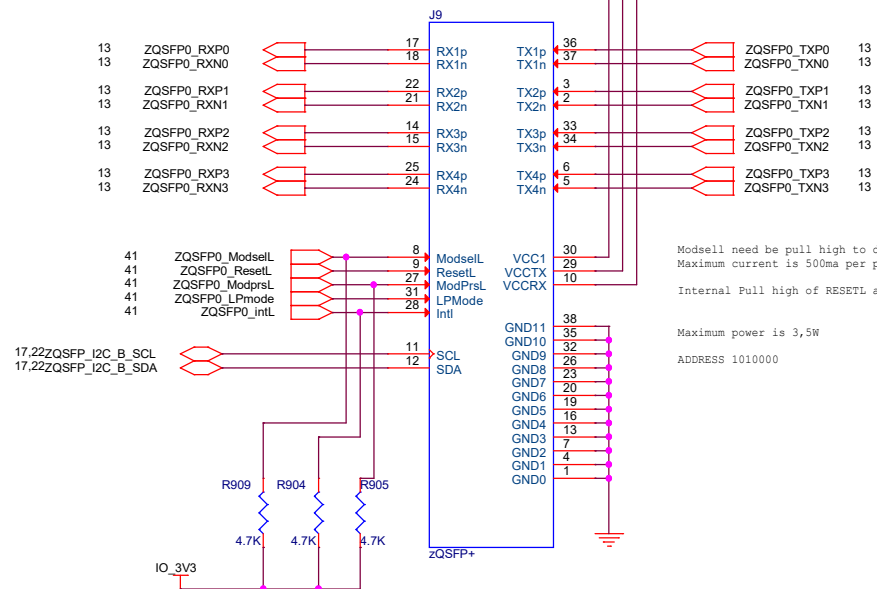 J9
13 ZQSFP0_RXP0 17 RX1p TX1p 36 ZQSFP0_TXP0 13
13 ZQSFP0_RXN0 18 RX1n TX1n 37 ZQSFP0_TXN0 13
13 ZQSFP0_RXP1 22 RX2p TX2p 3 ZQSFP0_TXP1 13
13 ZQSFP0_RXN1 21 RX2n TX2n 2 ZQSFP0_TXN1 13
13 ZQSFP0_RXP2 14 RX3p TX3p 33 ZQSFP0_TXP2 13
13 ZQSFP0_RXN2 15 RX3n TX3n 34 ZQSFP0_TXN2 13
13 ZQSFP0_RXP3 25 RX4p TX4p 6 ZQSFP0_TXP3 13
13 ZQSFP0_RXN3 24 RX4n TX4n 5 ZQSFP0_TXN3 13
41 ZQSFP0_ModselL 8 ModselL VCC1 30 Modsell need be pull high to
41 ZQSFP0_ResetL 9 ResetL VCCTX 29 Maximum current is 500ma per
41 ZQSFP0_ModprsL 27 ModPrsL VCCRX 10
41 ZQSFP0_LPmode 31 LPMode Internal Pull high of RESETL
41 ZQSFP0_intL 28 Intl
GND11 38
GND10 35 Maximum power is 3,5W
17,22 ZQSFP_I2C_B_SCL 11 SCL GND9 32
17,22 ZQSFP_I2C_B_SDA 12 SDA GND8 26 ADDRESS 1010000
GND7 23
GND6 20
GND5 19
GND4 16
GND3 13
GND2 7
GND1 4
GND0 1
R909 R904 R905
4.7K 4.7K 4.7K
zQSFP+
IO_3V3